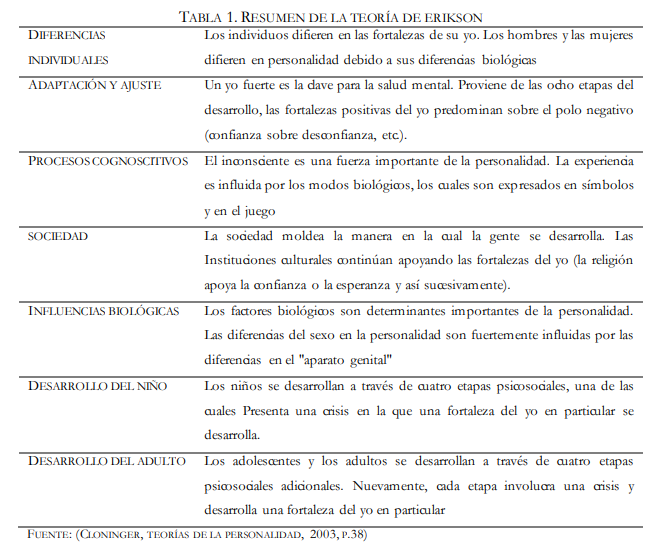 TABLA 1. RESUMEN DE LA TEORÍA DE ERIKSON
DIFERENCIAS INDIVIDUALES
Los individuos difieren en las fortalezas de su yo. Los hombres y las mujeres
difieren en personalidad debido a sus diferencias biológicas
ADAPTACIÓN Y AJUSTE
Un yo fuerte es la clave para la salud mental. Proviene de las ocho etapas del
desarrollo, las fortalezas positivas del yo predominan sobre el polo negativo
(confianza sobre desconfianza, etc.).
PROCESOS COGNOSCITIVOS
El inconsciente es una fuerza importante de la personalidad. La experiencia
es influida por los modos biológicos, los cuales son expresados en símbolos
y en el juego
SOCIEDAD
La sociedad moldea la manera en la cual la gente se desarrolla. Las
Instituciones culturales continúan apoyando las fortalezas del yo (la religión
apoya la confianza o la esperanza y así sucesivamente).
INFLUENCIAS BIOLÓGICAS
Los factores biológicos son determinantes importantes de la personalidad.
Las diferencias del sexo en la personalidad son fuertemente influidas por las
diferencias en el "aparato genital"
DESARROLLO DEL NIÑO
Los niños se desarrollan a través de cuatro etapas psicosociales, una de las
cuales Presenta una crisis en la que una fortaleza del yo en particular se
desarrolla.
DESARROLLO DEL ADULTO
Los adolescentes y los adultos se desarrollan a través de cuatro etapas
psicosociales adicionales. Nuevamente, cada etapa involucra una crisis y
desarrolla una fortaleza del yo en particular
FUENTE: (CLONINGER, TEORÍAS DE LA PERSONALIDAD, 2003, P.38)